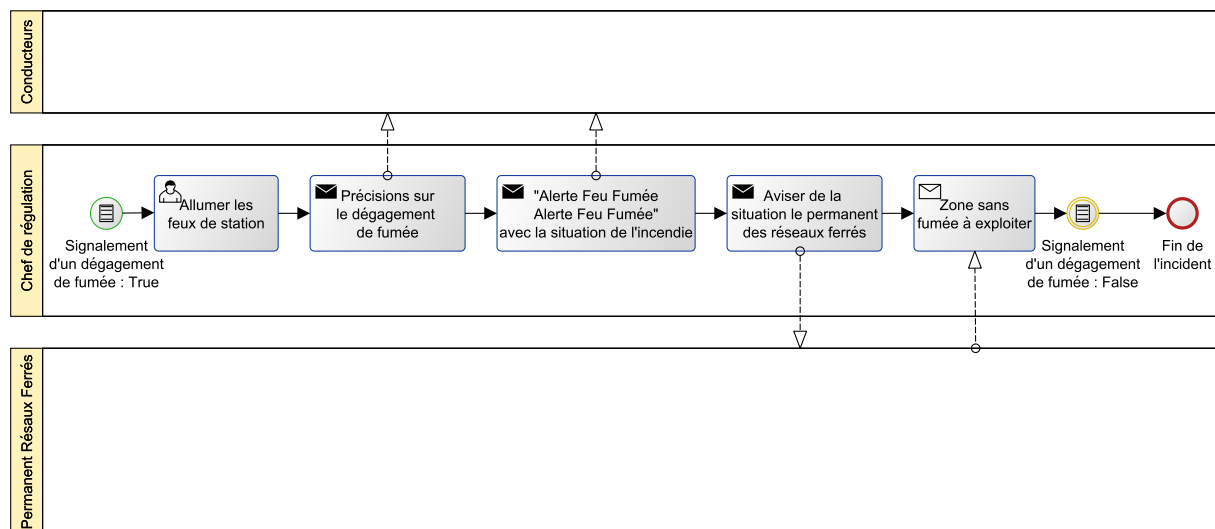 Conducteurs
Chef de régulation
Signalement
d'un dégagement
de fumée : True
Allumer les
feux de station
Précisions sur
le dégagement
de fumée
"Alerte Feu Fumée
Alerte Feu Fumée"
avec la situation de l'incendie
Aviser de la
situation le permanent
des réseaux ferrés
Zone sans
fumée à exploiter
Signalement
d'un dégagement
de fumée : False
Fin de
l'incident
Permanent Résaux Ferrés